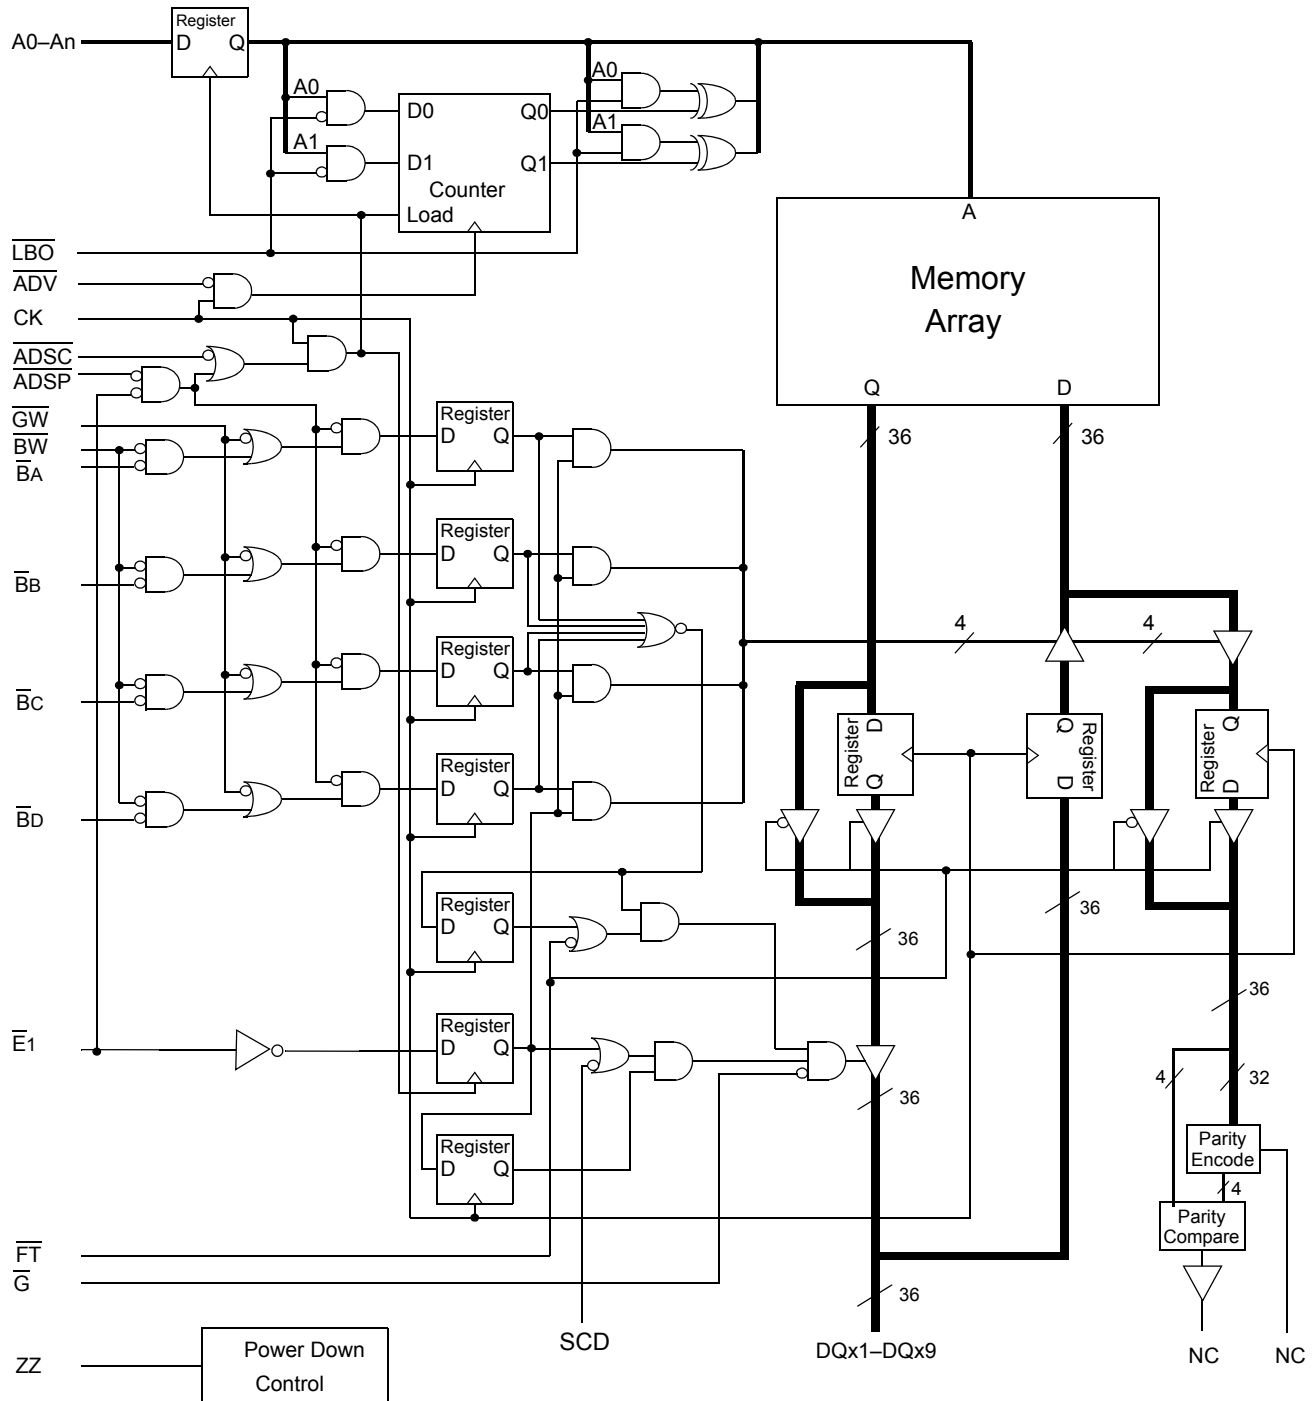 Register
A0–An
D Q
A0
A0
D0 Q0
A1
A1
D1 Q1
Counter
Load
A
LBO
ADV
Memory
CK
Array
ADSC
ADSP
Q D
GW
Register
BW
D Q
36 36
BA
Register
D Q
BB
4 4
Register
D Q
BC
D Q Register
Q D Register
Q D Register
Register
D Q
BD
Register
D Q
36
36
36
Register
E1
D Q
4 32
36
Register
D Q
Parity
Encode
4
Parity
Compare
FT
G
36
SCD
DQx1–DQx9
NC NC
ZZ
Power Down
Control